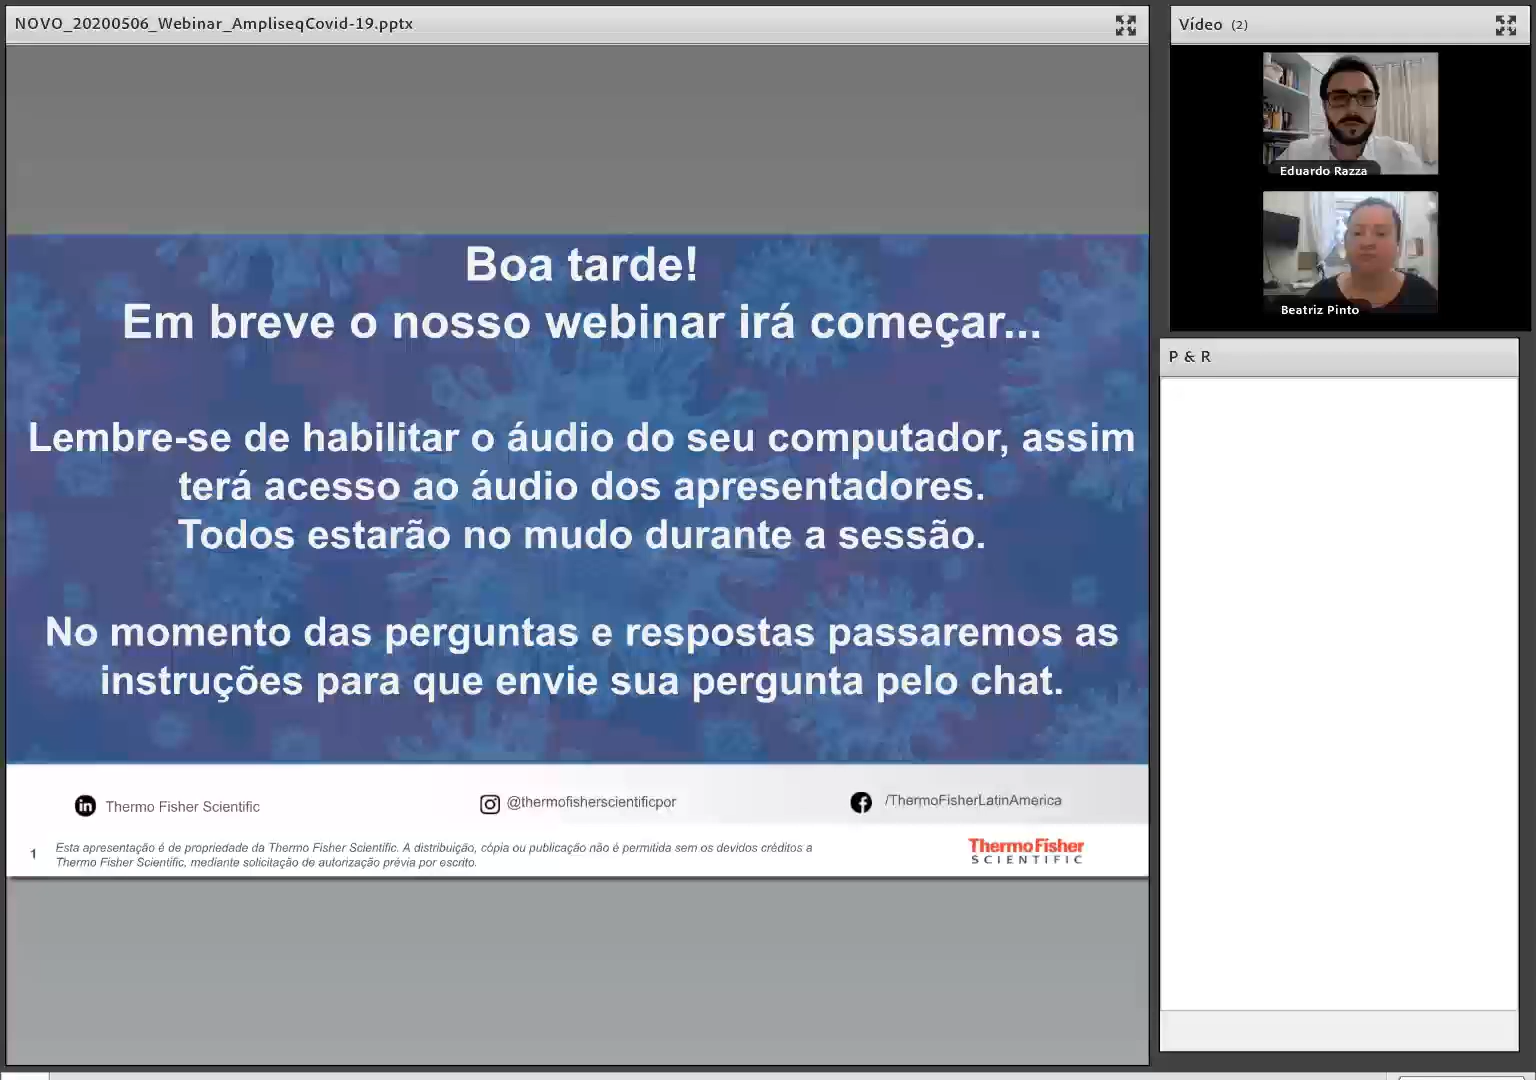 NOVO_20200506_Webinar_AmpliseqCovid-19.pptx
Vídeo (2)
Eduardo Razza
Beatriz Pinto
P & R
Boa tarde!
Em breve o nosso webinar irá começar...
Lembre-se de habilitar o áudio do seu computador, assim
terá acesso ao áudio dos apresentadores.
Todos estarão no mudo durante a sessão.
No momento das perguntas e respostas passaremos as
instruções para que envie sua pergunta pelo chat.
Thermo Fisher Scientific
@thermofisherscientificpor
/ThermoFisherLatinAmerica
1
Esta apresentação é de propriedade da Thermo Fisher Scientific. A distribuição, cópia ou publicação não é permitida sem os devidos créditos a
Thermo Fisher Scientific, mediante solicitação de autorização prévia por escrito.
ThermoFisher
SCIENTIFIC